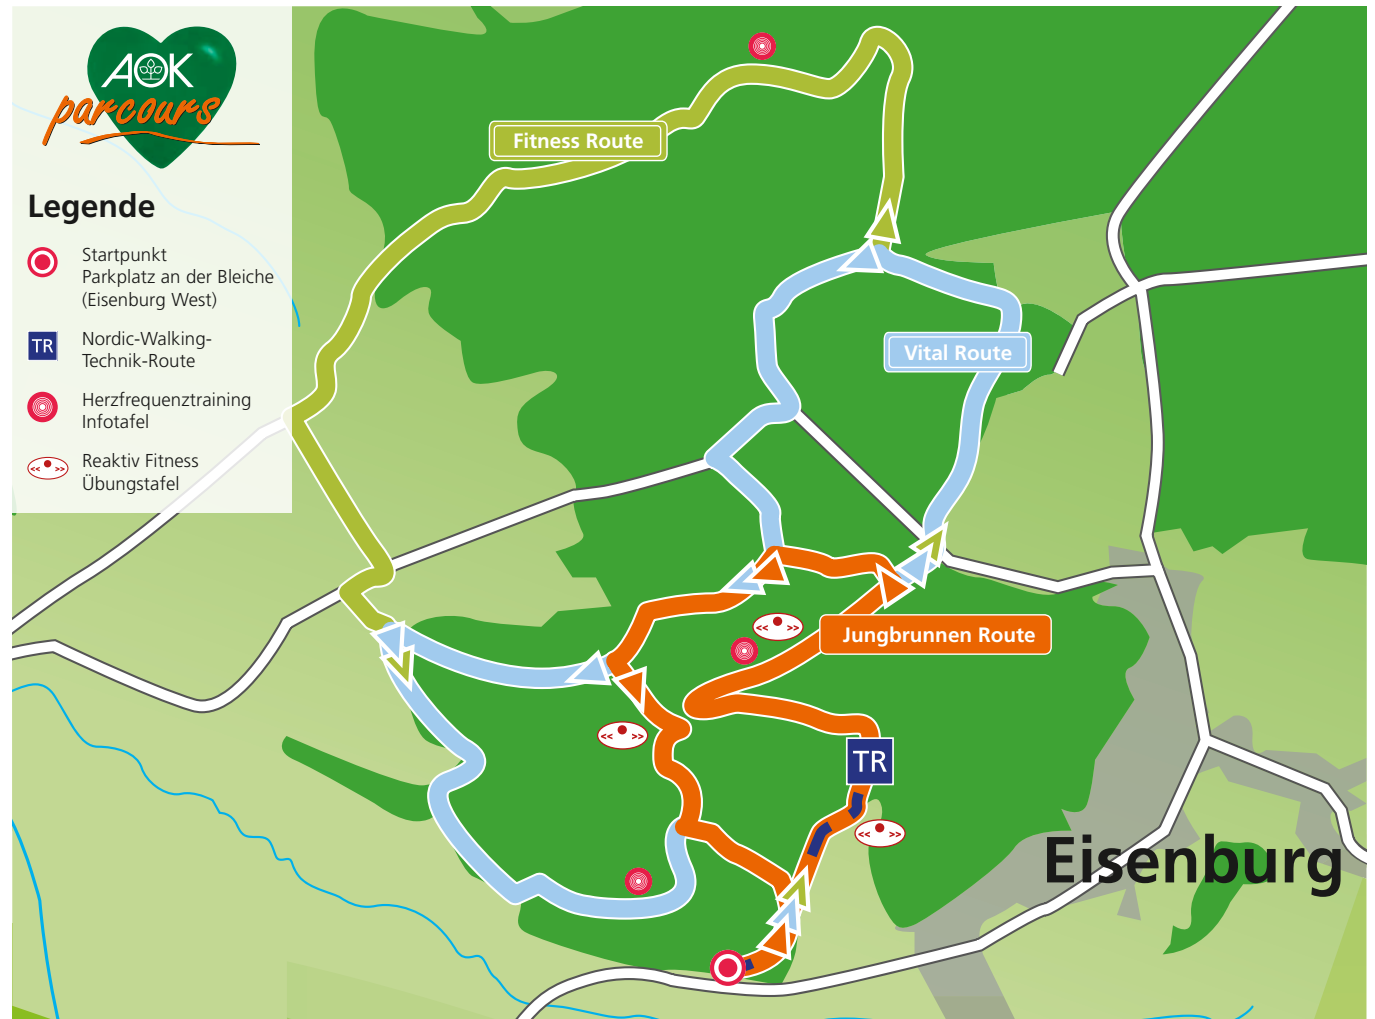 AOK
parcours
Legende
Startpunkt
Parkplatz an der Bleiche
(Eisenburg West)
TR
Nordic-Walking-
Technik-Route
Herzfrequenztraining
Infotafel
<< >>
Reaktiv Fitness
Übungstafel
Fitness Route
Vital Route
<< >>
Jungbrunnen Route
<< >>
TR
<< >>
Eisenburg